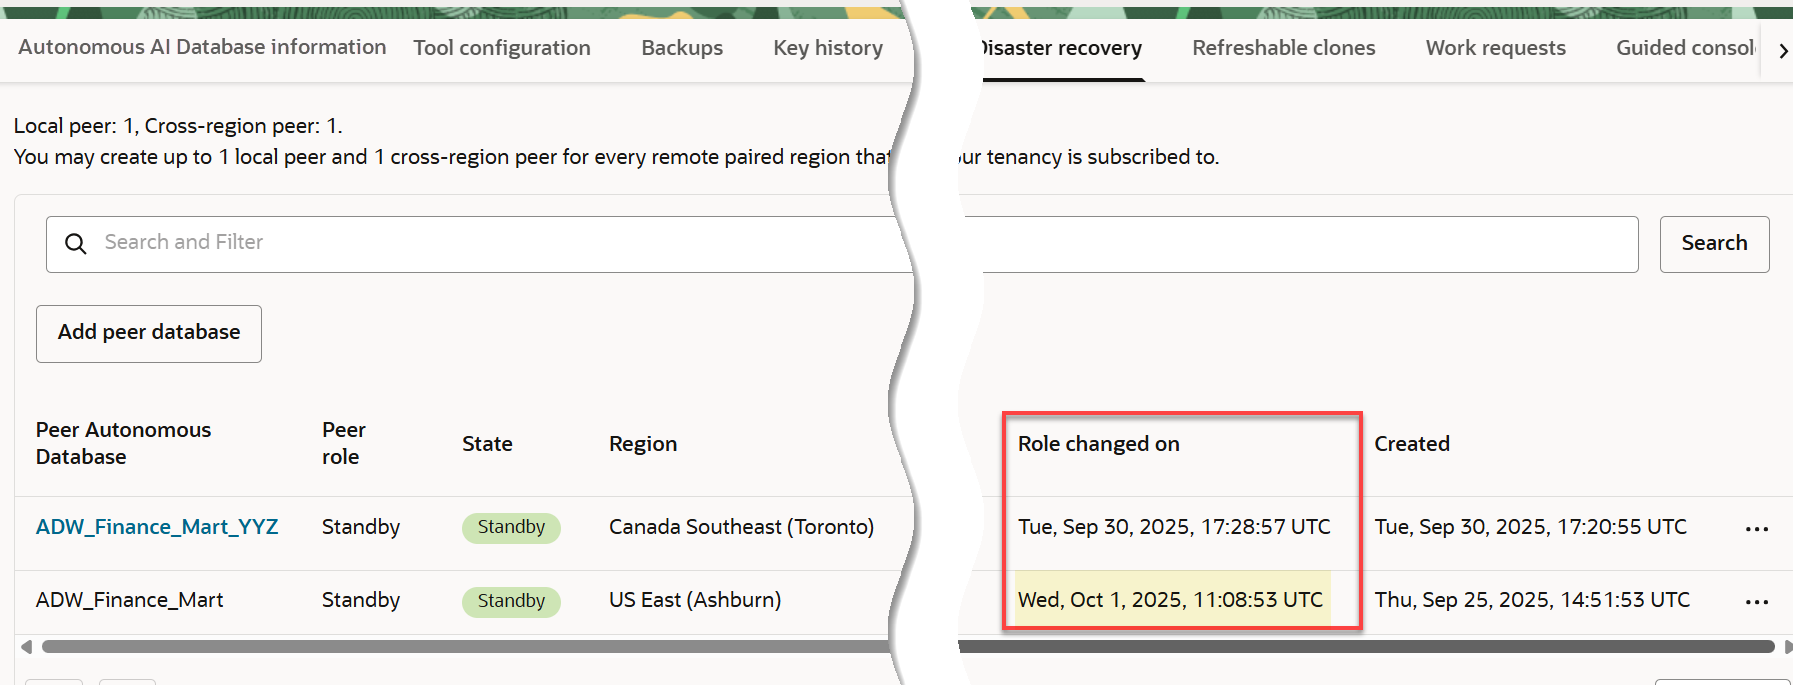 Autonomous AI Database information Tool configuration Backups Key history Disaster recovery Refreshable clones Work requests Guided consol
Local peer: 1, Cross-region peer: 1.
You may create up to 1 local peer and 1 cross-region peer for every remote paired region that ur tenancy is subscribed to.
Search and Filter Search
Add peer database
Peer Autonomous Database Peer role State Region Role changed on Created
ADW_Finance_Mart_YYZ Standby Standby Canada Southeast (Toronto) Tue, Sep 30, 2025, 17:28:57 UTC Tue, Sep 30, 2025, 17:20:55 UTC
ADW_Finance_Mart Standby Standby US East (Ashburn) Wed, Oct 1, 2025, 11:08:53 UTC Thu, Sep 25, 2025, 14:51:53 UTC